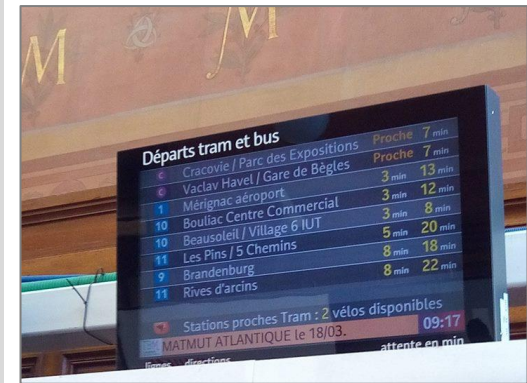 M M
Départs tram et bus
C Cracovie / Parc des Expositions Proche 7 min
C Vaclav Havel / Gare de Bègles Proche 7 min
1 Mérignac aéroport 3 min 13 min
10 Bouliac Centre Commercial 3 min 12 min
10 Beausoleil / Village 6 IUT 3 min 8 min
11 Les Pins / 5 Chemins 5 min 20 min
9 Brandenburg 8 min 18 min
11 Rives d'arcins 8 min 22 min
Stations proches Tram : 2 vélos disponibles
MATMUT ATLANTIQUE le 18/03. 09:17
lignes directions attente en min